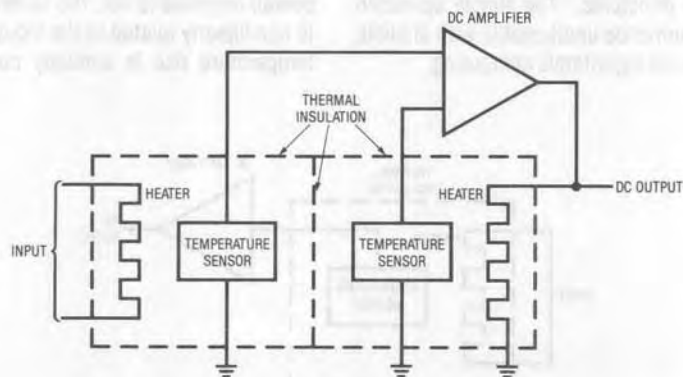 DC AMPLIFIER
THERMAL
INSULATION
HEATER
HEATER
DC OUTPUT
INPUT
TEMPERATURE
SENSOR
TEMPERATURE
SENSOR